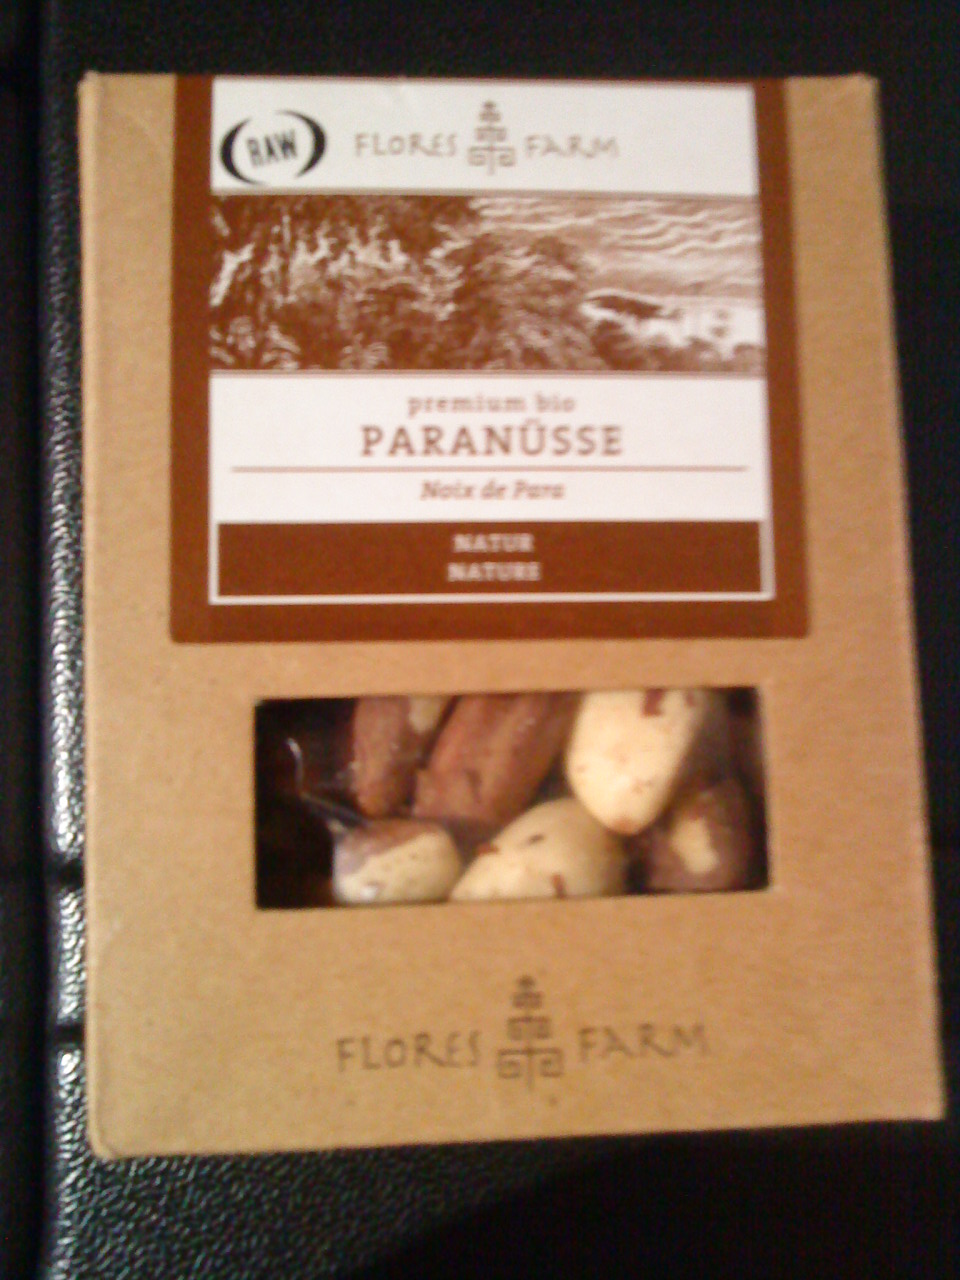 RAW
FLORES FARM
premium bio
PARANÜSSE
Noix de Para
NATUR
NATURE
FLORES FARM